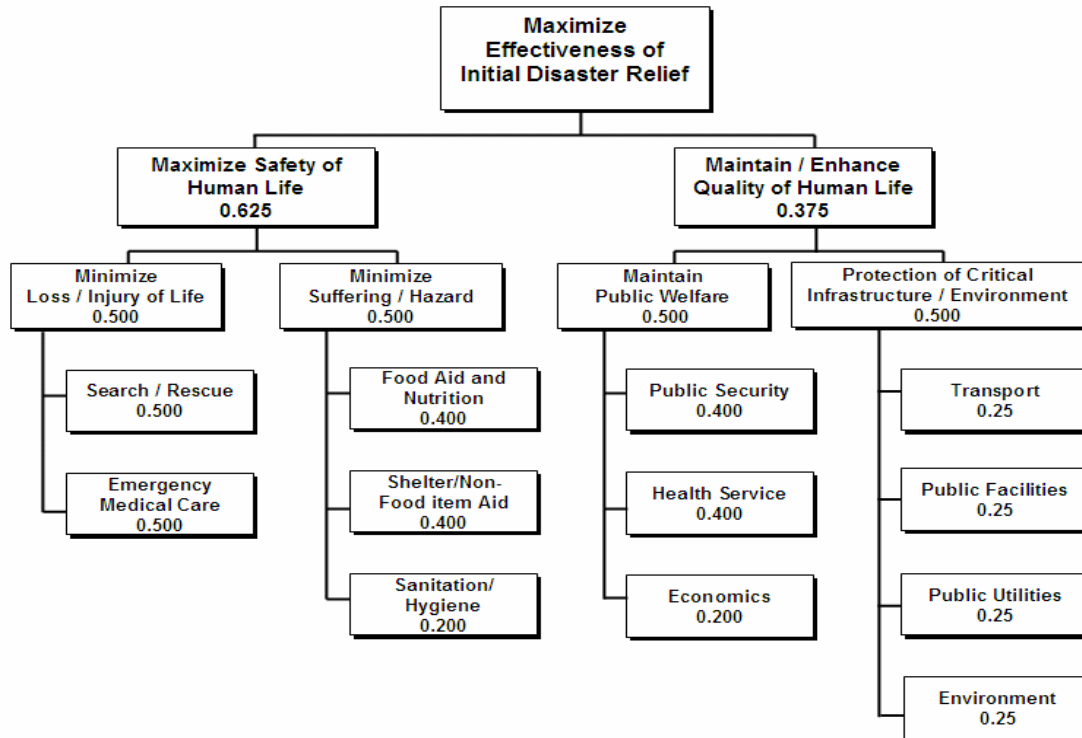 Maximize
Effectiveness of
Initial Disaster Relief
Maximize Safety of
Human Life
0.625
Maintain / Enhance
Quality of Human Life
0.375
Minimize
Loss / Injury of Life
0.500
Minimize
Suffering / Hazard
0.500
Maintain
Public Welfare
0.500
Protection of Critical
Infrastructure / Environment
0.500
Search / Rescue
0.500
Emergency
Medical Care
0.500
Food Aid and
Nutrition
0.400
Shelter/Non-
Food item Aid
0.400
Sanitation/
Hygiene
0.200
Public Security
0.400
Health Service
0.400
Economics
0.200
Transport
0.25
Public Facilities
0.25
Public Utilities
0.25
Environment
0.25